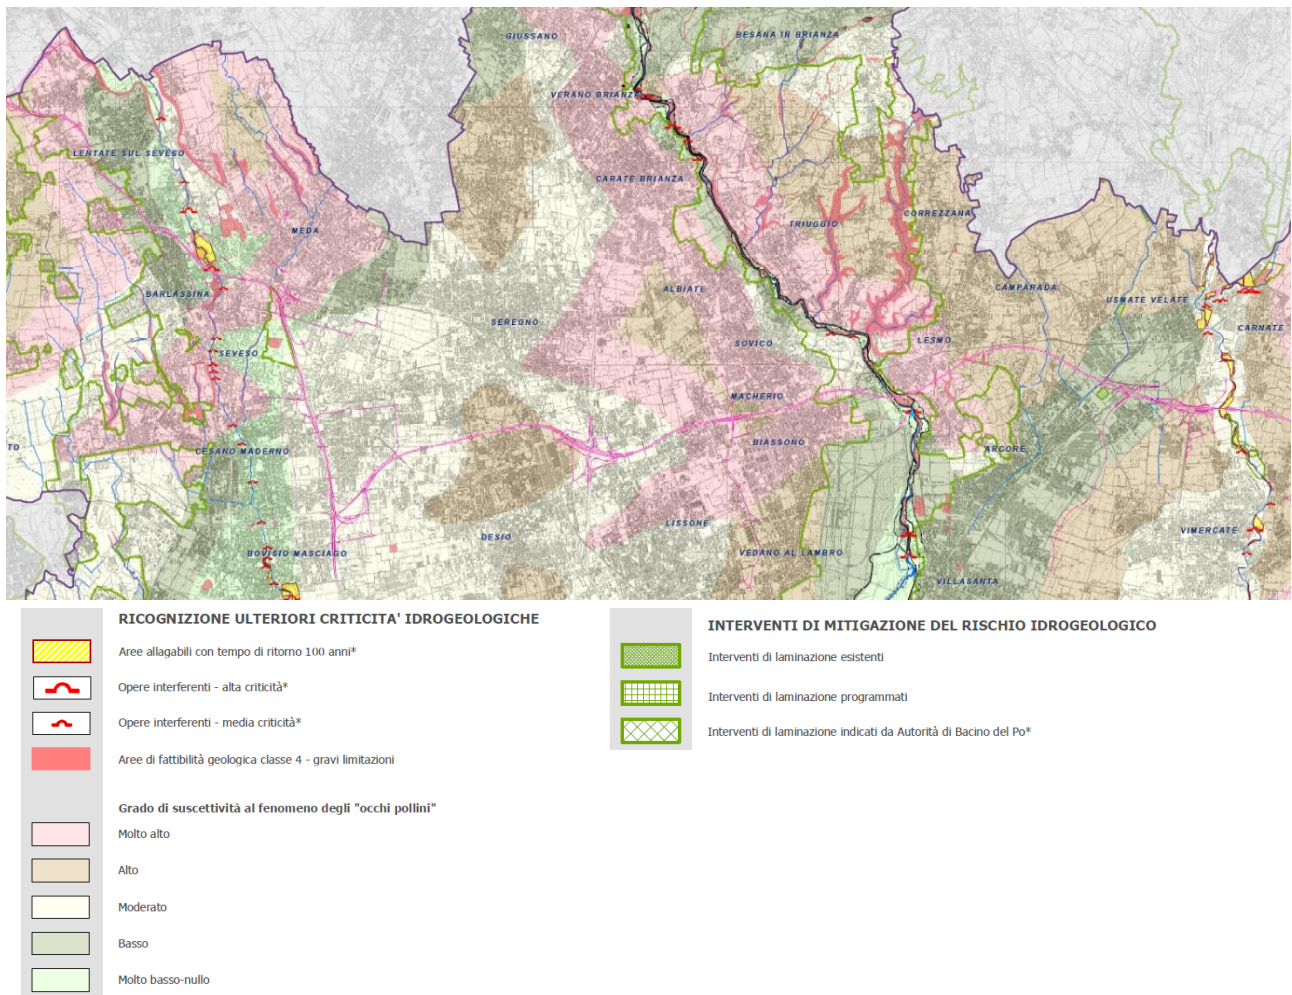 GIUSSANO
BESANA IN BRIANZA
VERANO BRIANZA
LENTATE SUL SEVESO
CARATE BRIANZA
CORREZZANA
TRIUGGIO
MEDA
ALBIATE
CAMPARADA
BARLASSINA
USMATE VELATE
SEREGNO
CARNATE
SOVICO
LESMO
SEVESO
MACHERIO
BIASSONO
TO
CESANO MADERNO
ARCORE
LISSONE
VIMERCATE
DESIO
BOVISIO MASCIAGO
VEDANO AL LAMBRO
VILLASANTA
RICOGNIZIONE ULTERIORI CRITICITA' IDROGEOLOGICHE
Aree allagabili con tempo di ritorno 100 anni*
Opere interferenti - alta criticità*
Opere interferenti - media criticità*
Aree di fattibilità geologica classe 4 - gravi limitazioni
Grado di suscettività al fenomeno degli "occhi pollini"
Molto alto
Alto
Moderato
Basso
Molto basso-nullo
INTERVENTI DI MITIGAZIONE DEL RISCHIO IDROGEOLOGICO
Interventi di laminazione esistenti
Interventi di laminazione programmati
Interventi di laminazione indicati da Autorità di Bacino del Po*